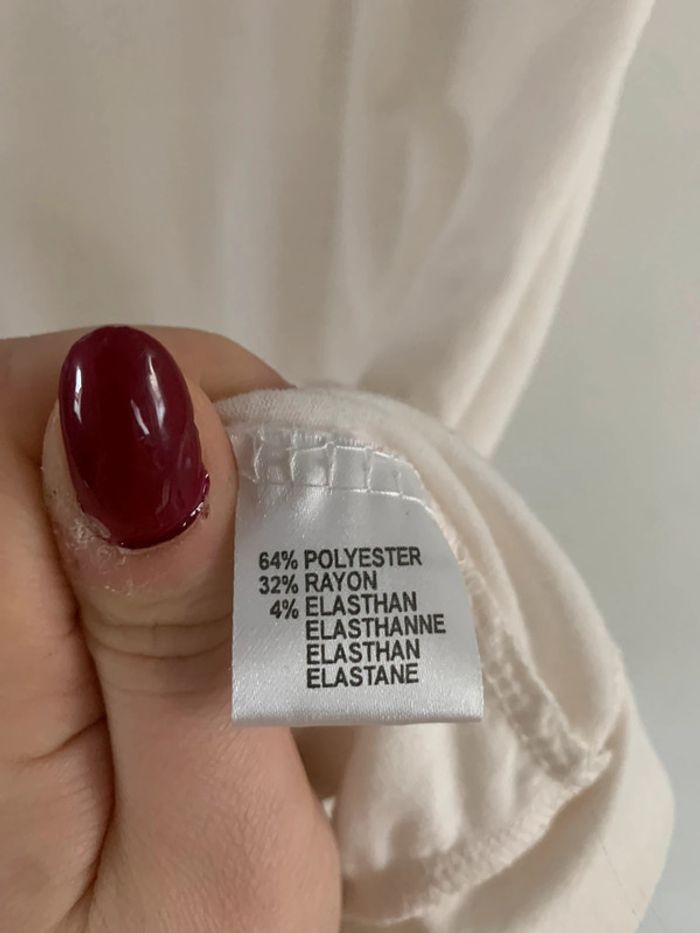 64% POLYESTER
32% RAYON
4% ELASTHAN
ELASTHANNE
ELASTHAN
ELASTANE